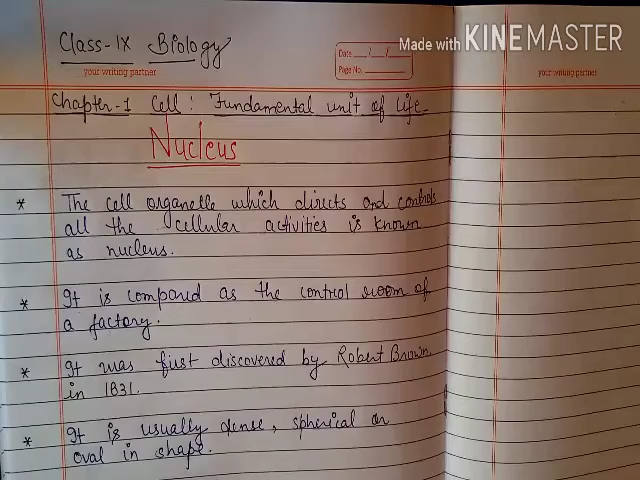 Class-IX Biology
your writing partner
Date __/__/__
Page No.
Made with KINEMASTER
your writing partner
Chapter-1 Cell: Fundamental unit of life
Nucleus
* The cell organelle which directs and controls
all the cellular activities is known
as nucleus.
* It is compared as the control room of
a factory.
* It was first discovered by Robert Brown
in 1831.
* It is usually dense, spherical or
oval in shape.